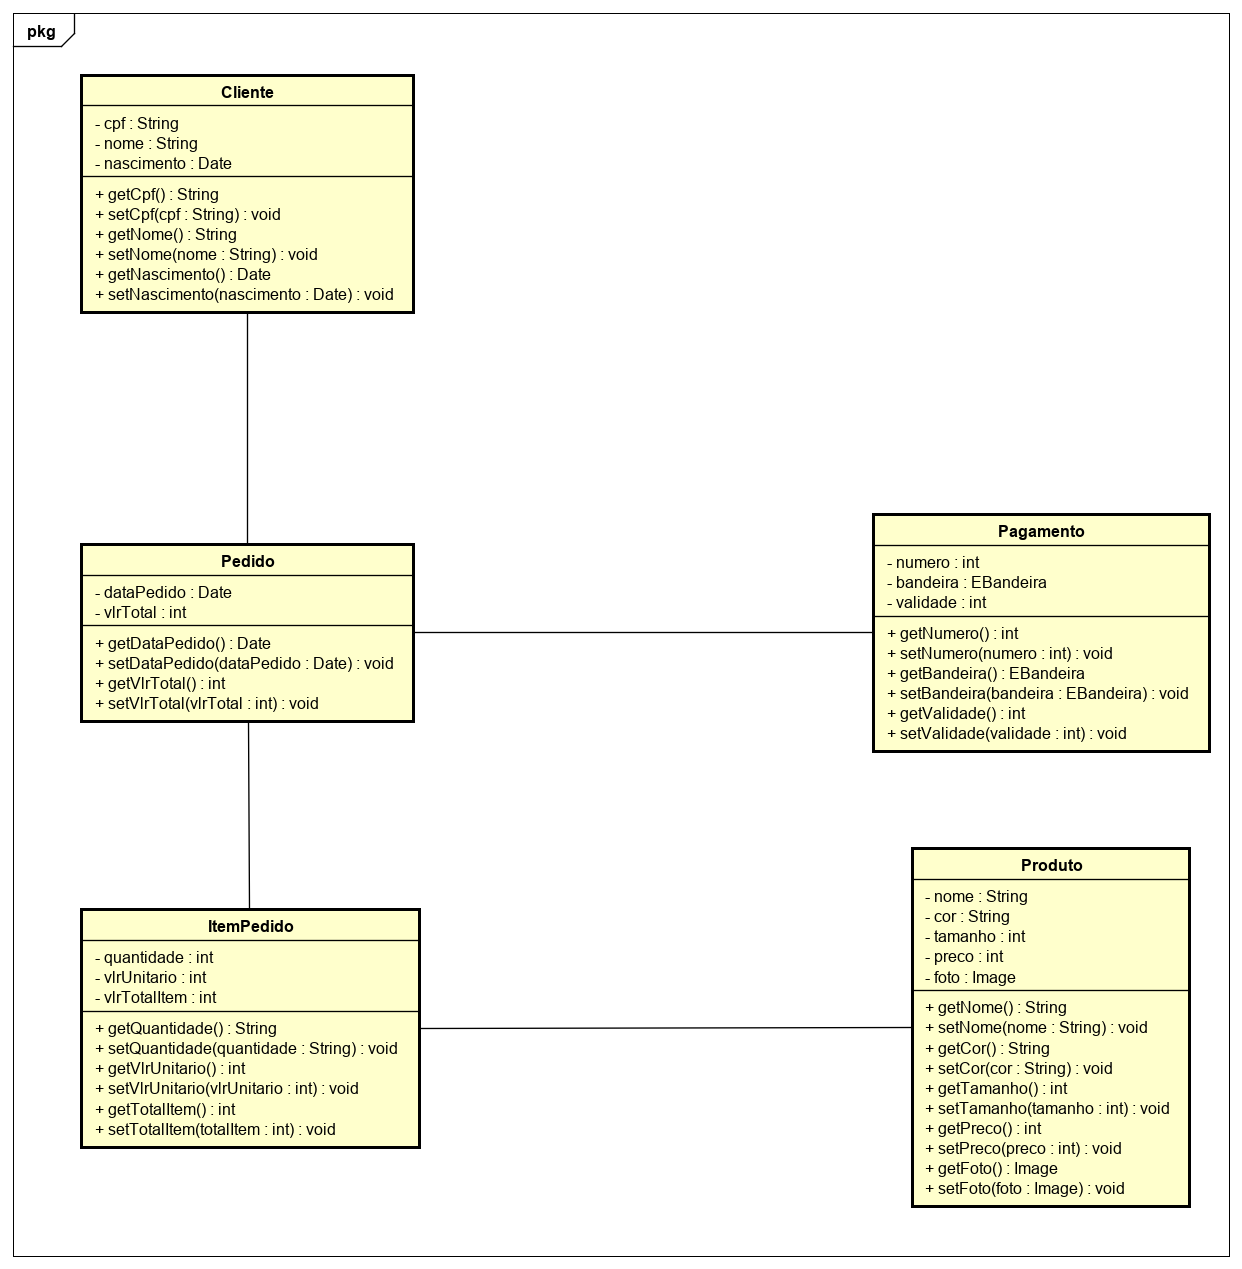 pkg
Cliente
- cpf : String
- nome : String
- nascimento : Date
+ getCpf() : String
+ setCpf(cpf : String) : void
+ getNome() : String
+ setNome(nome : String) : void
+ getNascimento() : Date
+ setNascimento(nascimento : Date) : void
Pedido
- dataPedido : Date
- vlrTotal : int
+ getDataPedido() : Date
+ setDataPedido(dataPedido : Date) : void
+ getVlrTotal() : int
+ setVlrTotal(vlrTotal : int) : void
Pagamento
- numero : int
- bandeira : EBandeira
- validade : int
+ getNumero() : int
+ setNumero(numero : int) : void
+ getBandeira() : EBandeira
+ setBandeira(bandeira : EBandeira) : void
+ getValidade() : int
+ setValidade(validade : int) : void
ItemPedido
- quantidade : int
- vlrUnitario : int
- vlrTotalItem : int
+ getQuantidade() : String
+ setQuantidade(quantidade : String) : void
+ getVlrUnitario() : int
+ setVlrUnitario(vlrUnitario : int) : void
+ getTotalItem() : int
+ setTotalItem(totalItem : int) : void
Produto
- nome : String
- cor : String
- tamanho : int
- preco : int
- foto : Image
+ getNome() : String
+ setNome(nome : String) : void
+ getCor() : String
+ setCor(cor : String) : void
+ getTamanho() : int
+ setTamanho(tamanho : int) : void
+ getPreco() : int
+ setPreco(preco : int) : void
+ getFoto() : Image
+ setFoto(foto : Image) : void